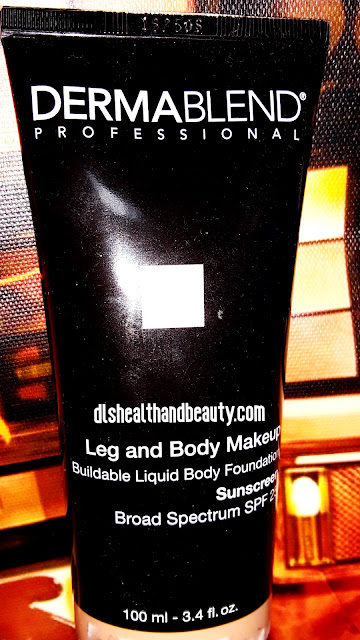 DERMABLEND®
PROFESSIONAL
dlshealthandbeauty.com
Leg and Body Makeup
Buildable Liquid Body Foundation
Sunscreen
Broad Spectrum SPF
100 ml - 3.4 fl. oz.